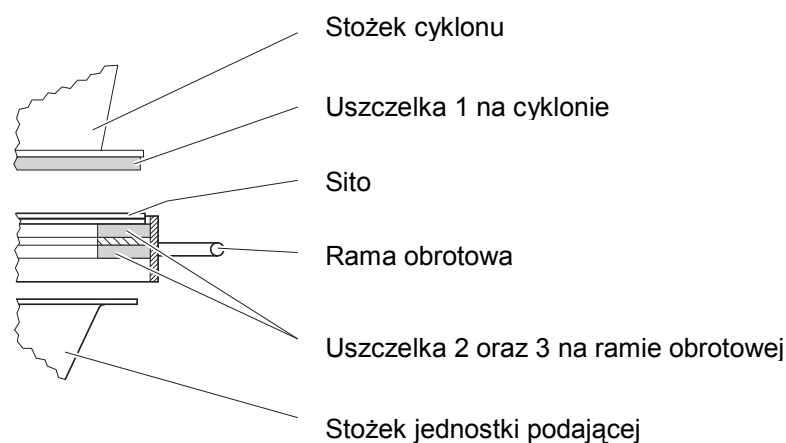 Stożek cyklonu
Uszczelka 1 na cyklonie
Sito
Rama obrotowa
Uszczelka 2 oraz 3 na ramie obrotowej
Stożek jednostki podającej